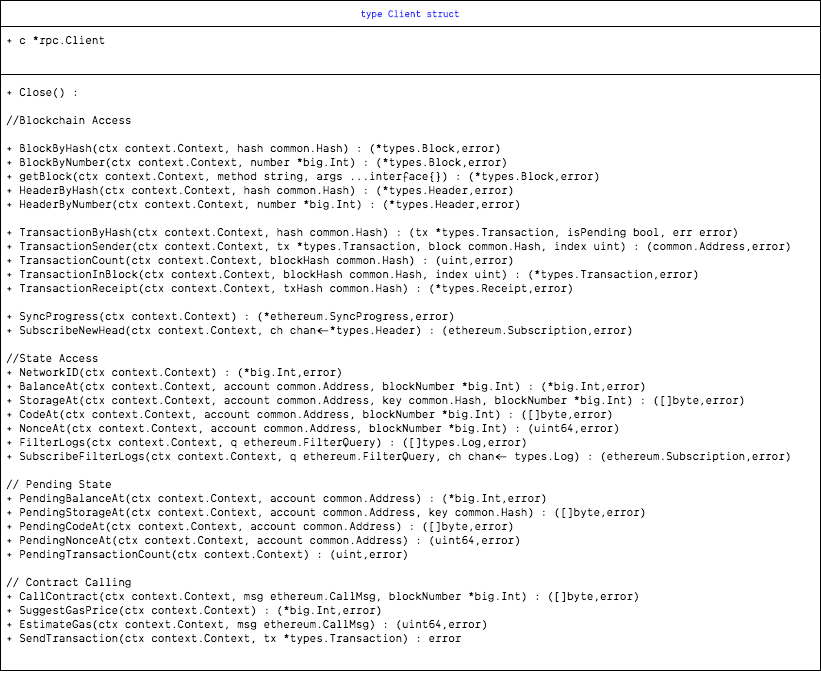 type Client struct
+ c *rpc.Client
+ Close() :
//Blockchain Access
+ BlockByHash(ctx context.Context, hash common.Hash) : (*types.Block,error)
+ BlockByNumber(ctx context.Context, number *big.Int) : (*types.Block,error)
+ getBlock(ctx context.Context, method string, args ...interface{}) : (*types.Block,error)
+ HeaderByHash(ctx context.Context, hash common.Hash) : (*types.Header,error)
+ HeaderByNumber(ctx context.Context, number *big.Int) : (*types.Header,error)
+ TransactionByHash(ctx context.Context, hash common.Hash) : (tx *types.Transaction, isPending bool, err error)
+ TransactionSender(ctx context.Context, tx *types.Transaction, block common.Hash, index uint) : (common.Address,error)
+ TransactionCount(ctx context.Context, blockHash common.Hash) : (uint,error)
+ TransactionInBlock(ctx context.Context, blockHash common.Hash, index uint) : (*types.Transaction,error)
+ TransactionReceipt(ctx context.Context, txHash common.Hash) : (*types.Receipt,error)
+ SyncProgress(ctx context.Context) : (*ethereum.SyncProgress,error)
+ SubscribeNewHead(ctx context.Context, ch chan<-*types.Header) : (ethereum.Subscription,error)
//State Access
+ NetworkID(ctx context.Context) : (*big.Int,error)
+ BalanceAt(ctx context.Context, account common.Address, blockNumber *big.Int) : (*big.Int,error)
+ StorageAt(ctx context.Context, account common.Address, key common.Hash, blockNumber *big.Int) : ([]byte,error)
+ CodeAt(ctx context.Context, account common.Address, blockNumber *big.Int) : ([]byte,error)
+ NonceAt(ctx context.Context, account common.Address, blockNumber *big.Int) : (uint64,error)
+ FilterLogs(ctx context.Context, q ethereum.FilterQuery) : ([]types.Log,error)
+ SubscribeFilterLogs(ctx context.Context, q ethereum.FilterQuery, ch chan<- types.Log) : (ethereum.Subscription,error)
// Pending State
+ PendingBalanceAt(ctx context.Context, account common.Address) : (*big.Int,error)
+ PendingStorageAt(ctx context.Context, account common.Address, key common.Hash) : ([]byte,error)
+ PendingCodeAt(ctx context.Context, account common.Address) : ([]byte,error)
+ PendingNonceAt(ctx context.Context, account common.Address) : (uint64,error)
+ PendingTransactionCount(ctx context.Context) : (uint,error)
// Contract Calling
+ CallContract(ctx context.Context, msg ethereum.CallMsg, blockNumber *big.Int) : ([]byte,error)
+ SuggestGasPrice(ctx context.Context) : (*big.Int,error)
+ EstimateGas(ctx context.Context, msg ethereum.CallMsg) : (uint64,error)
+ SendTransaction(ctx context.Context, tx *types.Transaction) : error